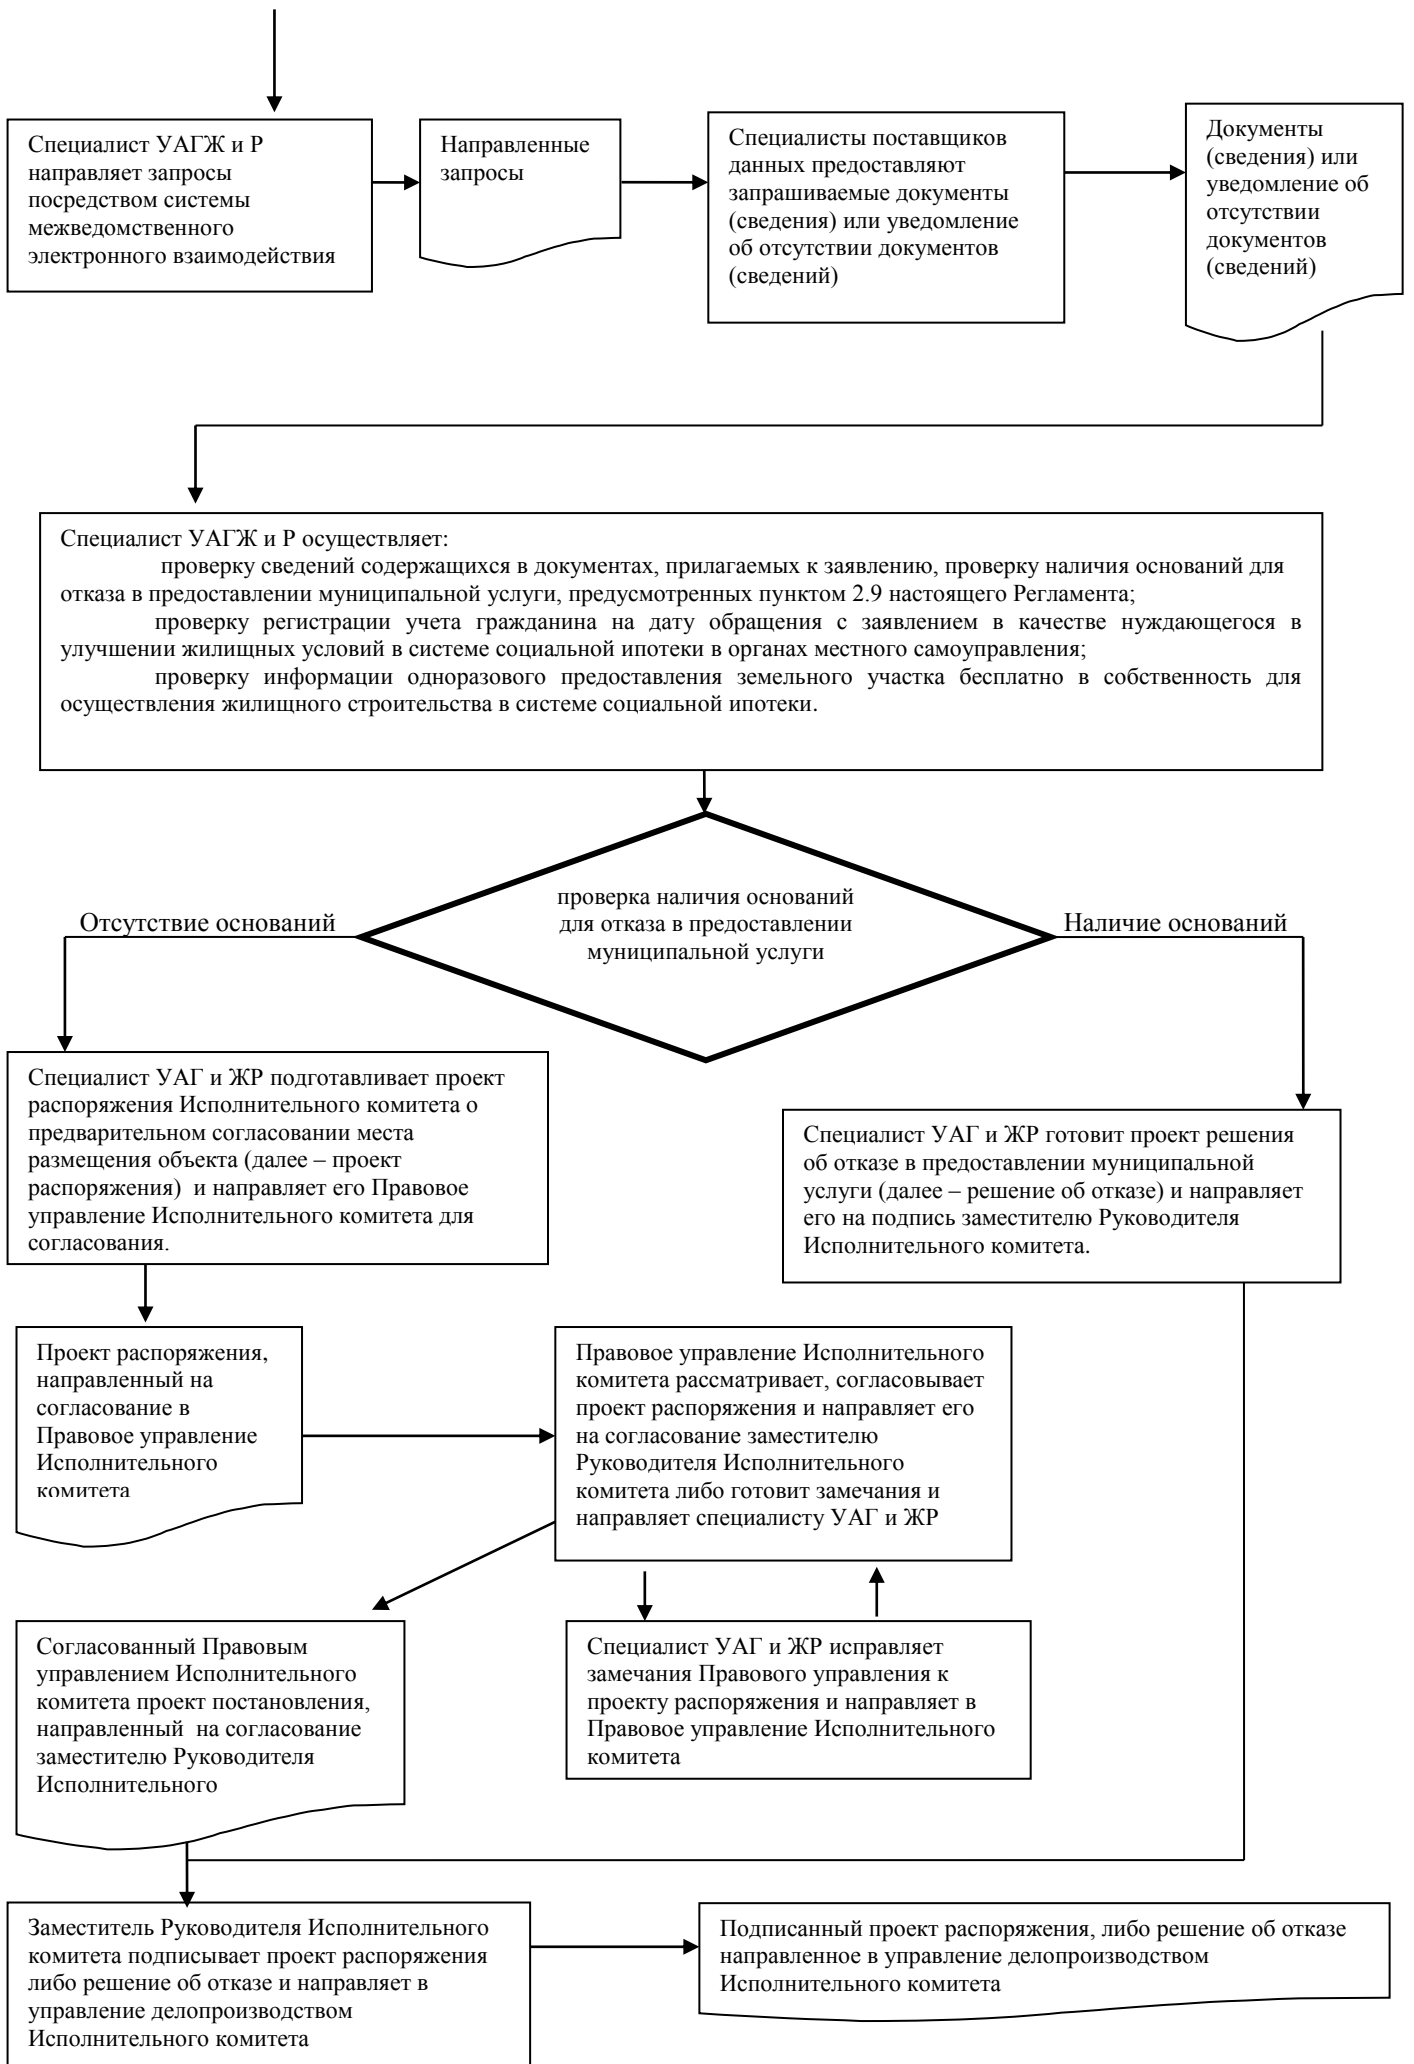 Специалист УАГЖ и Р
направляет запросы
посредством системы
межведомственного
электронного взаимодействия
Направленные
запросы
Специалисты поставщиков
данных предоставляют
запрашиваемые документы
(сведения) или уведомление
об отсутствии документов
(сведений)
Документы
(сведения) или
уведомление об
отсутствии
документов
(сведений)
Специалист УАГЖ и Р осуществляет:
проверку сведений содержащихся в документах, прилагаемых к заявлению, проверку наличия оснований для
отказа в предоставлении муниципальной услуги, предусмотренных пунктом 2.9 настоящего Регламента;
проверку регистрации учета гражданина на дату обращения с заявлением в качестве нуждающегося в
улучшении жилищных условий в системе социальной ипотеки в органах местного самоуправления;
проверку информации одноразового предоставления земельного участка бесплатно в собственность для
осуществления жилищного строительства в системе социальной ипотеки.
проверка наличия оснований
для отказа в предоставлении
муниципальной услуги
Отсутствие оснований
Наличие оснований
Специалист УАГ и ЖР подготавливает проект
распоряжения Исполнительного комитета о
предварительном согласовании места
размещения объекта (далее – проект
распоряжения) и направляет его Правовое
управление Исполнительного комитета для
согласования.
Специалист УАГ и ЖР готовит проект решения
об отказе в предоставлении муниципальной
услуги (далее – решение об отказе) и направляет
его на подпись заместителю Руководителя
Исполнительного комитета.
Проект распоряжения,
направленный на
согласование в
Правовое управление
Исполнительного
комитета
Правовое управление Исполнительного
комитета рассматривает, согласовывает
проект распоряжения и направляет его
на согласование заместителю
Руководителя Исполнительного
комитета либо готовит замечания и
направляет специалисту УАГ и ЖР
Согласованный Правовым
управлением Исполнительного
комитета проект постановления,
направленный на согласование
заместителю Руководителя
Исполнительного
Специалист УАГ и ЖР исправляет
замечания Правового управления к
проекту распоряжения и направляет в
Правовое управление Исполнительного
комитета
Заместитель Руководителя Исполнительного
комитета подписывает проект распоряжения
либо решение об отказе и направляет в
управление делопроизводством
Исполнительного комитета
Подписанный проект распоряжения, либо решение об отказе
направленное в управление делопроизводством
Исполнительного комитета